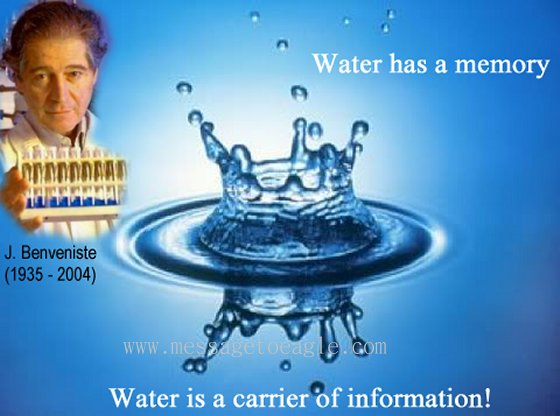 Water has a memory
J. Benveniste
(1935 - 2004)
www.messagetoeagle.com
Water is a carrier of information!